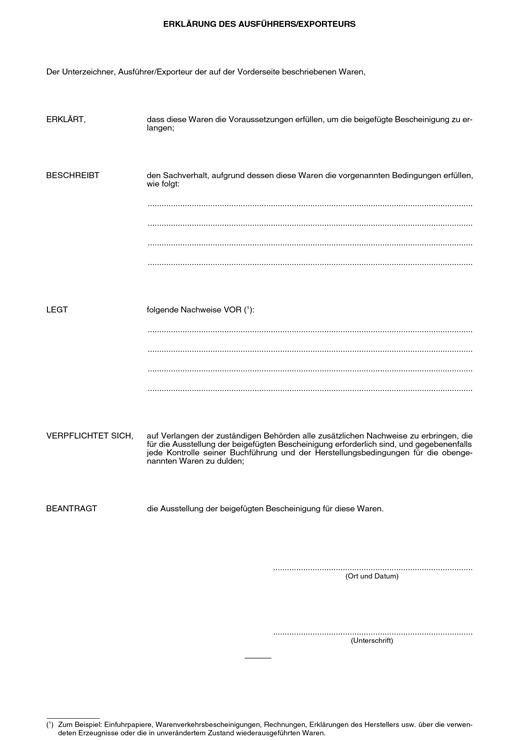 ERKLÄRUNG DES AUSFÜHRERS/EXPORTEURS
Der Unterzeichner, Ausführer/Exporteur der auf der Vorderseite beschriebenen Waren,
ERKLÄRT, dass diese Waren die Voraussetzungen erfüllen, um die beigefügte Bescheinigung zu er-
langen;
BESCHREIBT den Sachverhalt, aufgrund dessen diese Waren die vorgenannten Bedingungen erfüllen,
wie folgt:
LEGT folgende Nachweise VOR (¹):
VERPFLICHTET SICH, auf Verlangen der zuständigen Behörden alle zusätzlichen Nachweise zu erbringen, die
für die Ausstellung der beigefügten Bescheinigung erforderlich sind, und gegebenenfalls
jede Kontrolle seiner Buchführung und der Herstellungsbedingungen für die obenge-
nannten Waren zu dulden;
BEANTRAGT die Ausstellung der beigefügten Bescheinigung für diese Waren.
(Ort und Datum)
(Unterschrift)
(¹) Zum Beispiel: Einfuhrpapiere, Warenverkehrsbescheinigungen, Rechnungen, Erklärungen des Herstellers usw. über die verwen-
deten Erzeugnisse oder die in unverändertem Zustand wiederausgeführten Waren.